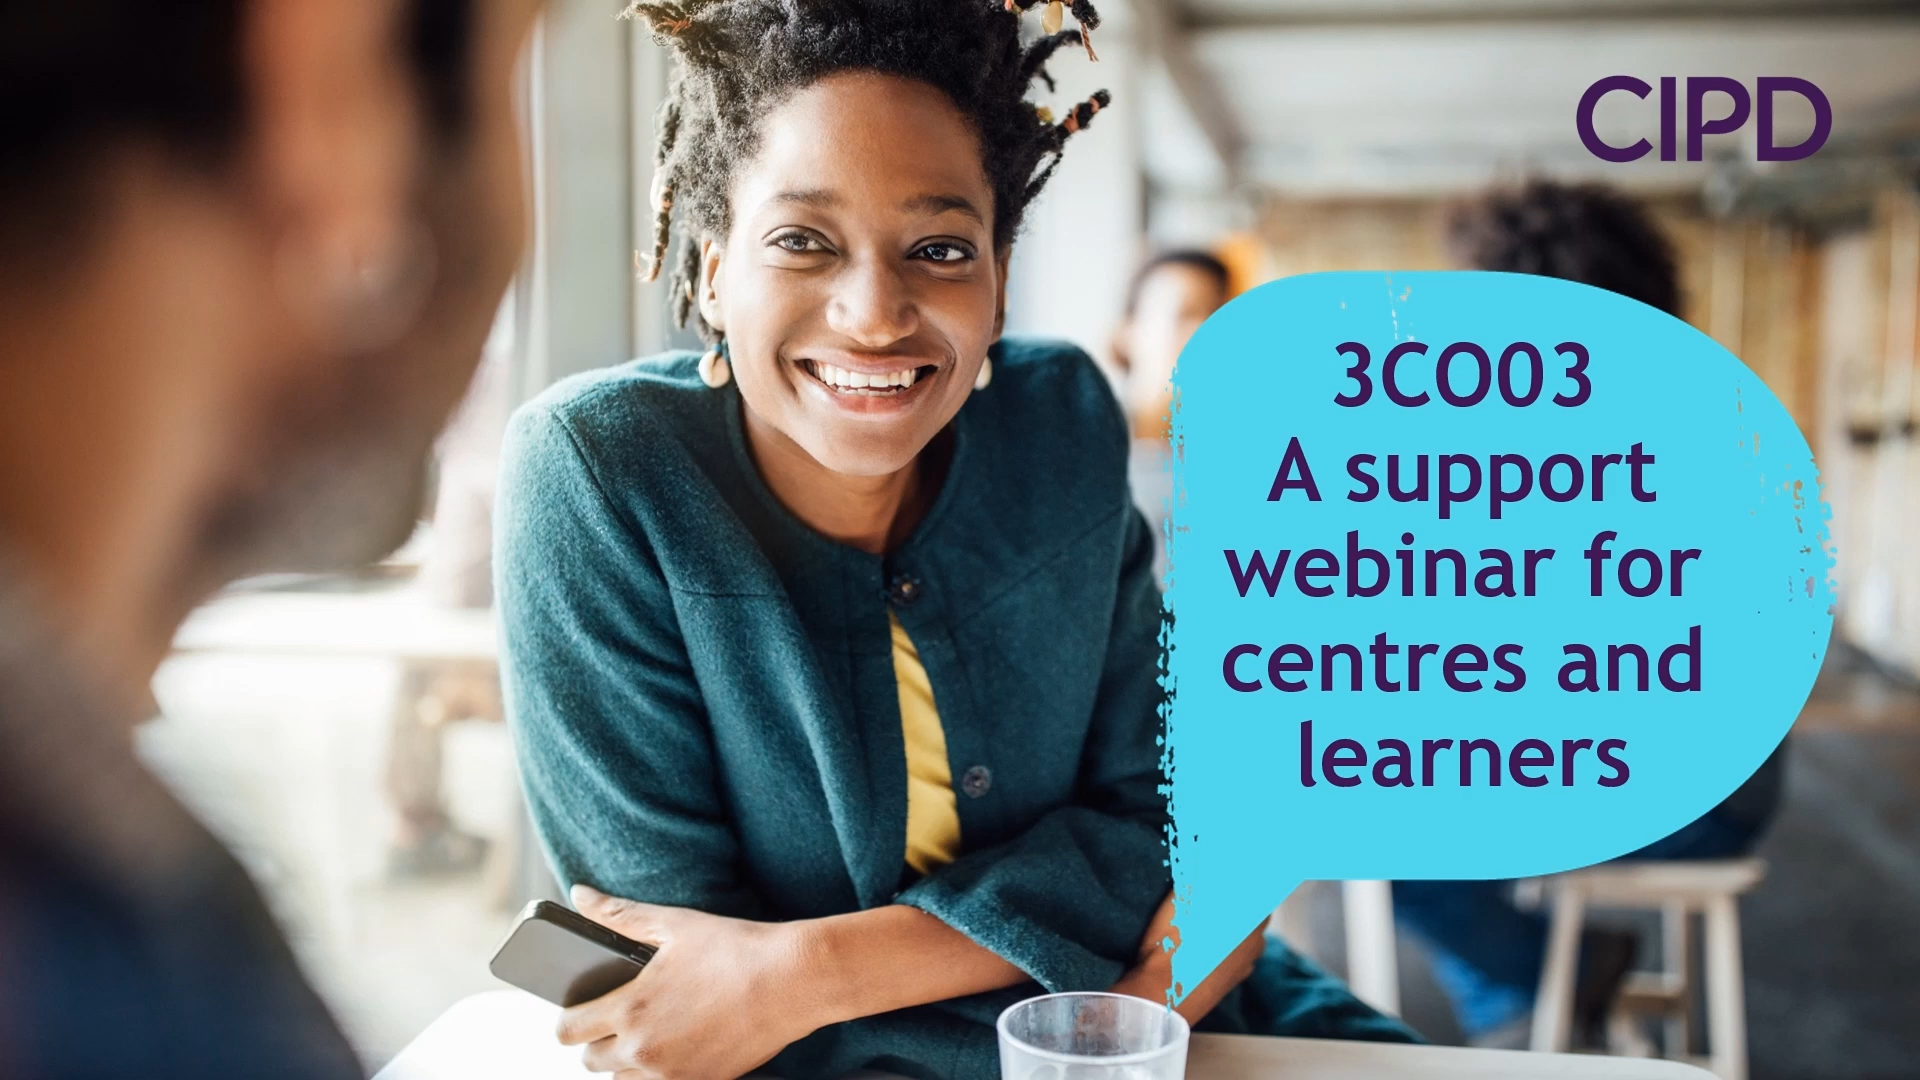 CIPD
3CO03
A support
webinar for
centres and
learners